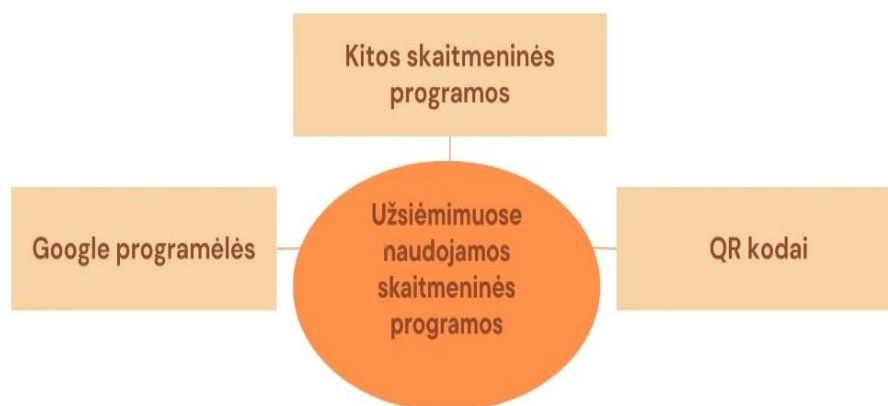 Kitos skaitmeninės
programos
Google programėlės
Užsiėmimuose
naudojamos
skaitmeninės
programos
QR kodai